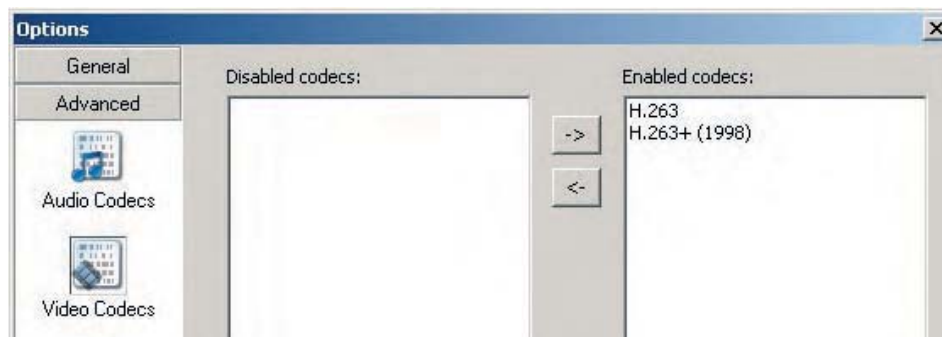 Options
General
Advanced
Audio Codecs
Video Codecs
Disabled codecs:
->
<-
Enabled codecs:
H.263
H.263+ (1998)